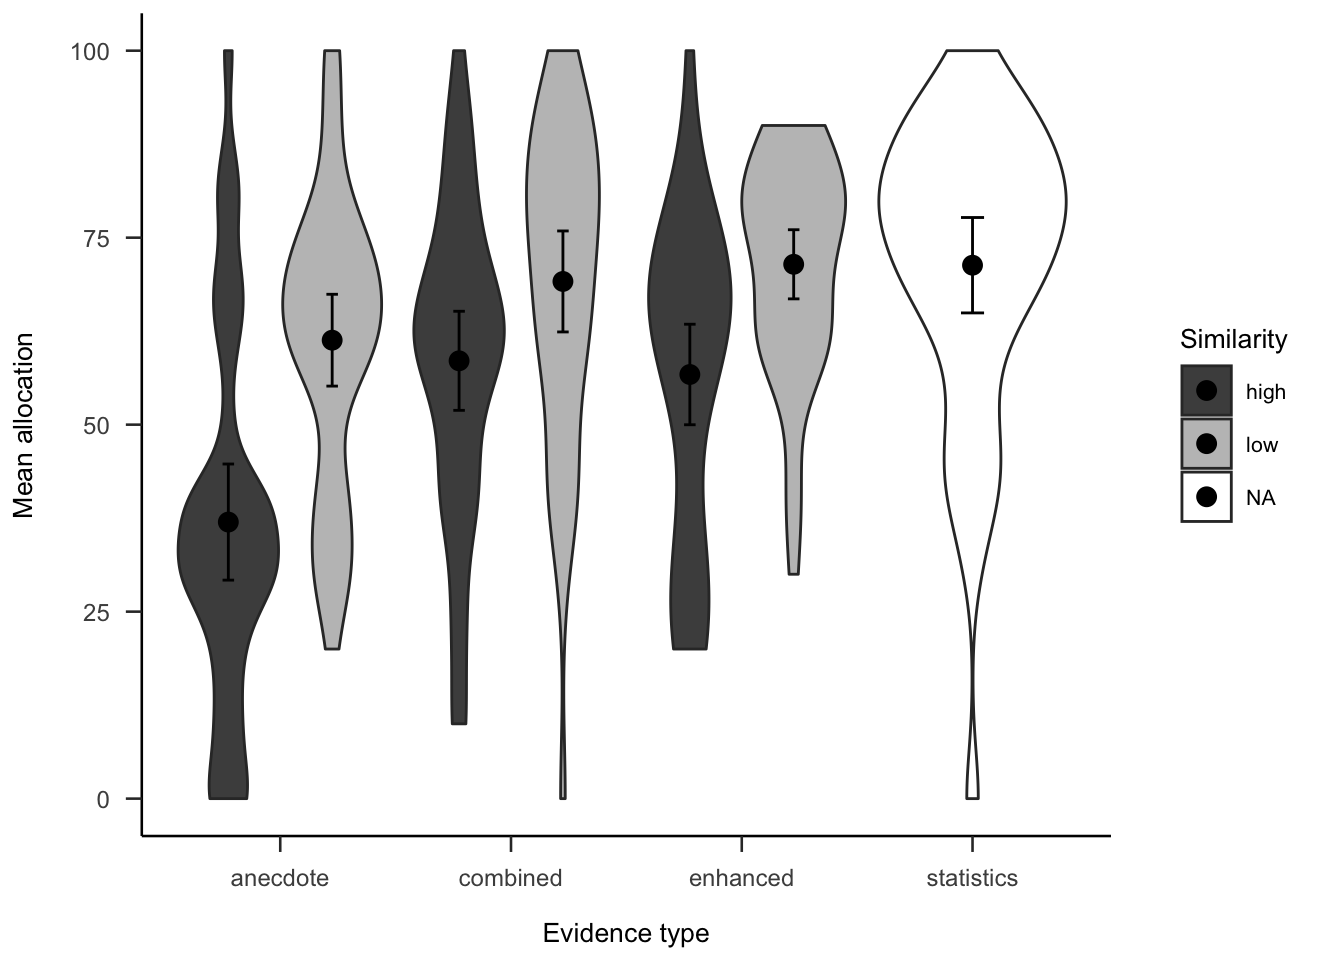 100
75
50
25
0
Mean allocation
anecdote combined enhanced statistics
Evidence type
Similarity
high
low
NA